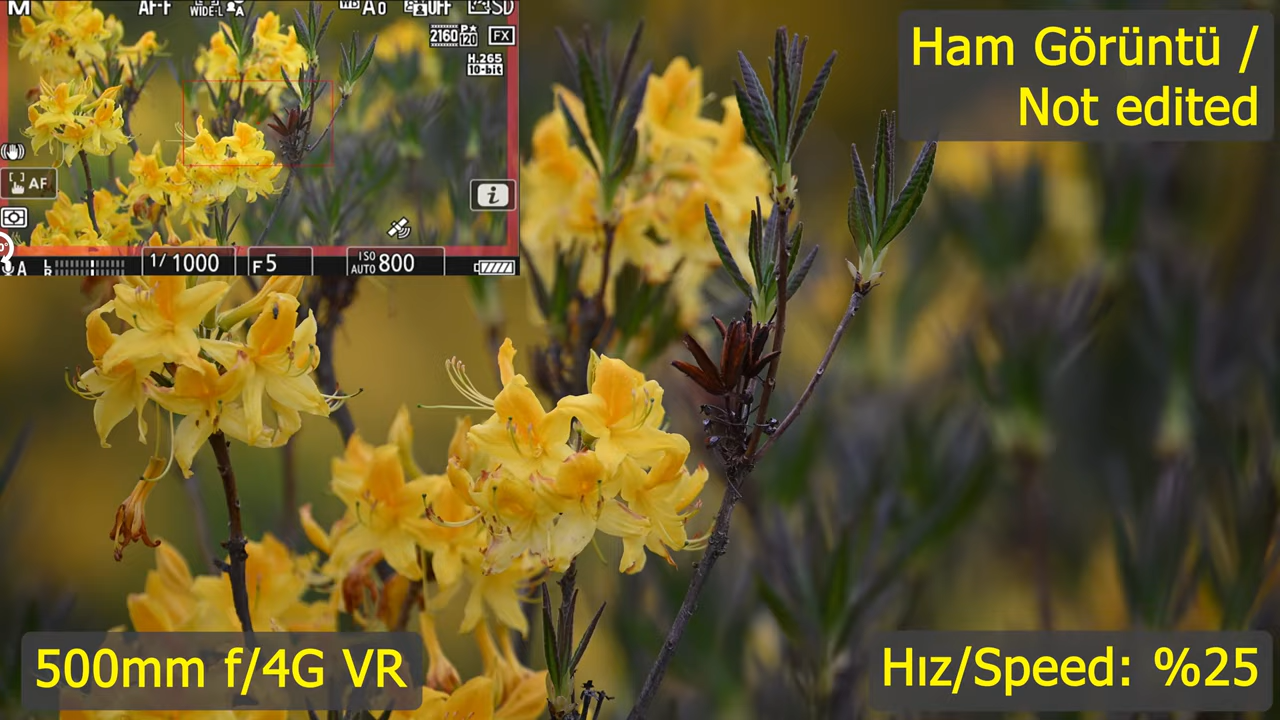 M AF-F WIDE-L A WB A0 OFF SD
2160 P 120 FX
H.265
10-bit
AF
i
A L R 1/1000 F5 ISO AUTO 800
Ham Görüntü /
Not edited
500mm f/4G VR
Hız/Speed: %25